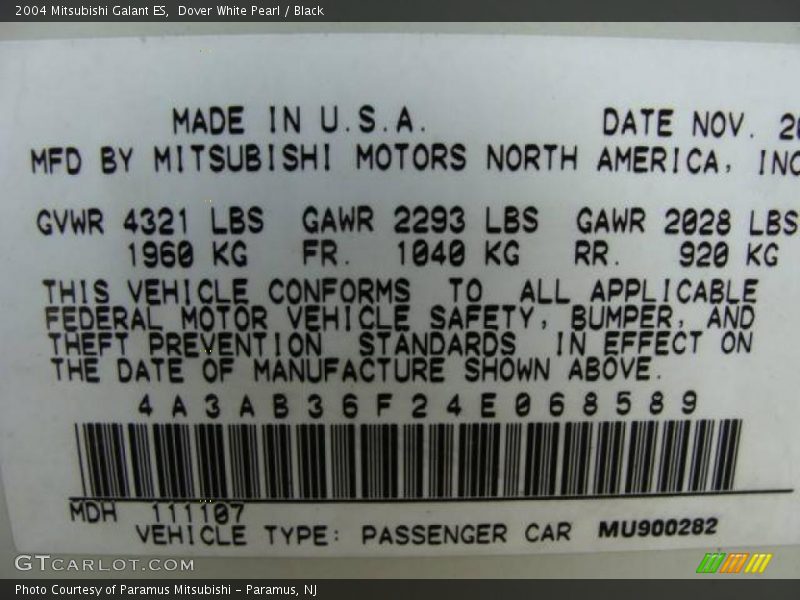 2004 Mitsubishi Galant ES,  Dover White Pearl / Black
MADE IN U.S.A. DATE NOV.
MFD BY MITSUBISHI MOTORS NORTH AMERICA, INC
GVWR 4321 LBS GAWR 2293 LBS GAWR 2028 LBS
1960 KG FR. 1040 KG RR. 920 KG
THIS VEHICLE CONFORMS TO ALL APPLICABLE
FEDERAL MOTOR VEHICLE SAFETY, BUMPER, AND
THEFT PREVENTION STANDARDS IN EFFECT ON
THE DATE OF MANUFACTURE SHOWN ABOVE.
4A3AB36F24E068589
MDH 111107
VEHICLE TYPE: PASSENGER CAR MU900282
GTCARLOT.COM
Photo Courtesy of Paramus Mitsubishi - Paramus, NJ